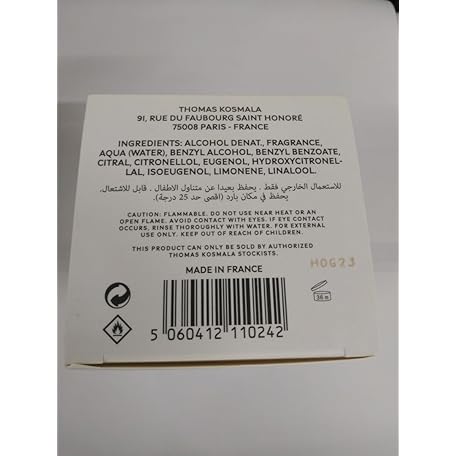 THOMAS KOSMALA
91, RUE DU FAUBOURG SAINT HONORÉ
75008 PARIS - FRANCE
INGREDIENTS: ALCOHOL DENAT., FRAGRANCE,
AQUA (WATER), BENZYL ALCOHOL, BENZYL BENZOATE,
CITRAL, CITRONELLOL, EUGENOL, HYDROXYCITRONEL-
LAL, ISOEUGENOL, LIMONENE, LINALOOL.
للاستعمال الخارجي فقط . يحفظ بعيدا عن متناول الاطفال . قابل للاشتعال,
يحفظ في مكان بارد (اقصى حد 25 درجة).
CAUTION: FLAMMABLE. DO NOT USE NEAR HEAT OR AN
OPEN FLAME. AVOID CONTACT WITH EYES. IF EYE CONTACT
OCCURS, RINSE THOROUGHLY WITH WATER. FOR EXTERNAL
USE ONLY. KEEP OUT OF REACH OF CHILDREN.
THIS PRODUCT CAN ONLY BE SOLD BY AUTHORIZED
THOMAS KOSMALA STOCKISTS.
MADE IN FRANCE
H0623
36 m
5 060412 110242